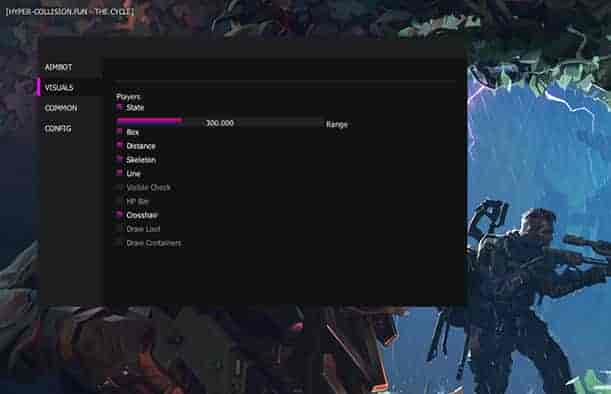 [HYPER-COLLISION.FUN - THE CYCLE]
AIMBOT
VISUALS
COMMON
CONFIG
Players
State
300.000 Range
Box
Distance
Skeleton
Line
Visible Check
HP Bar
Crosshair
Draw Loot
Draw Containers